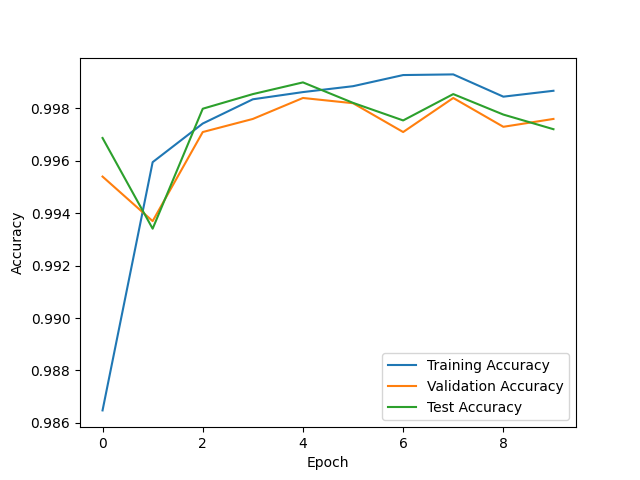 0.998
0.996
0.994
0.992
0.990
0.988
0.986
Accuracy
0 2 4 6 8
Epoch
Training Accuracy
Validation Accuracy
Test Accuracy